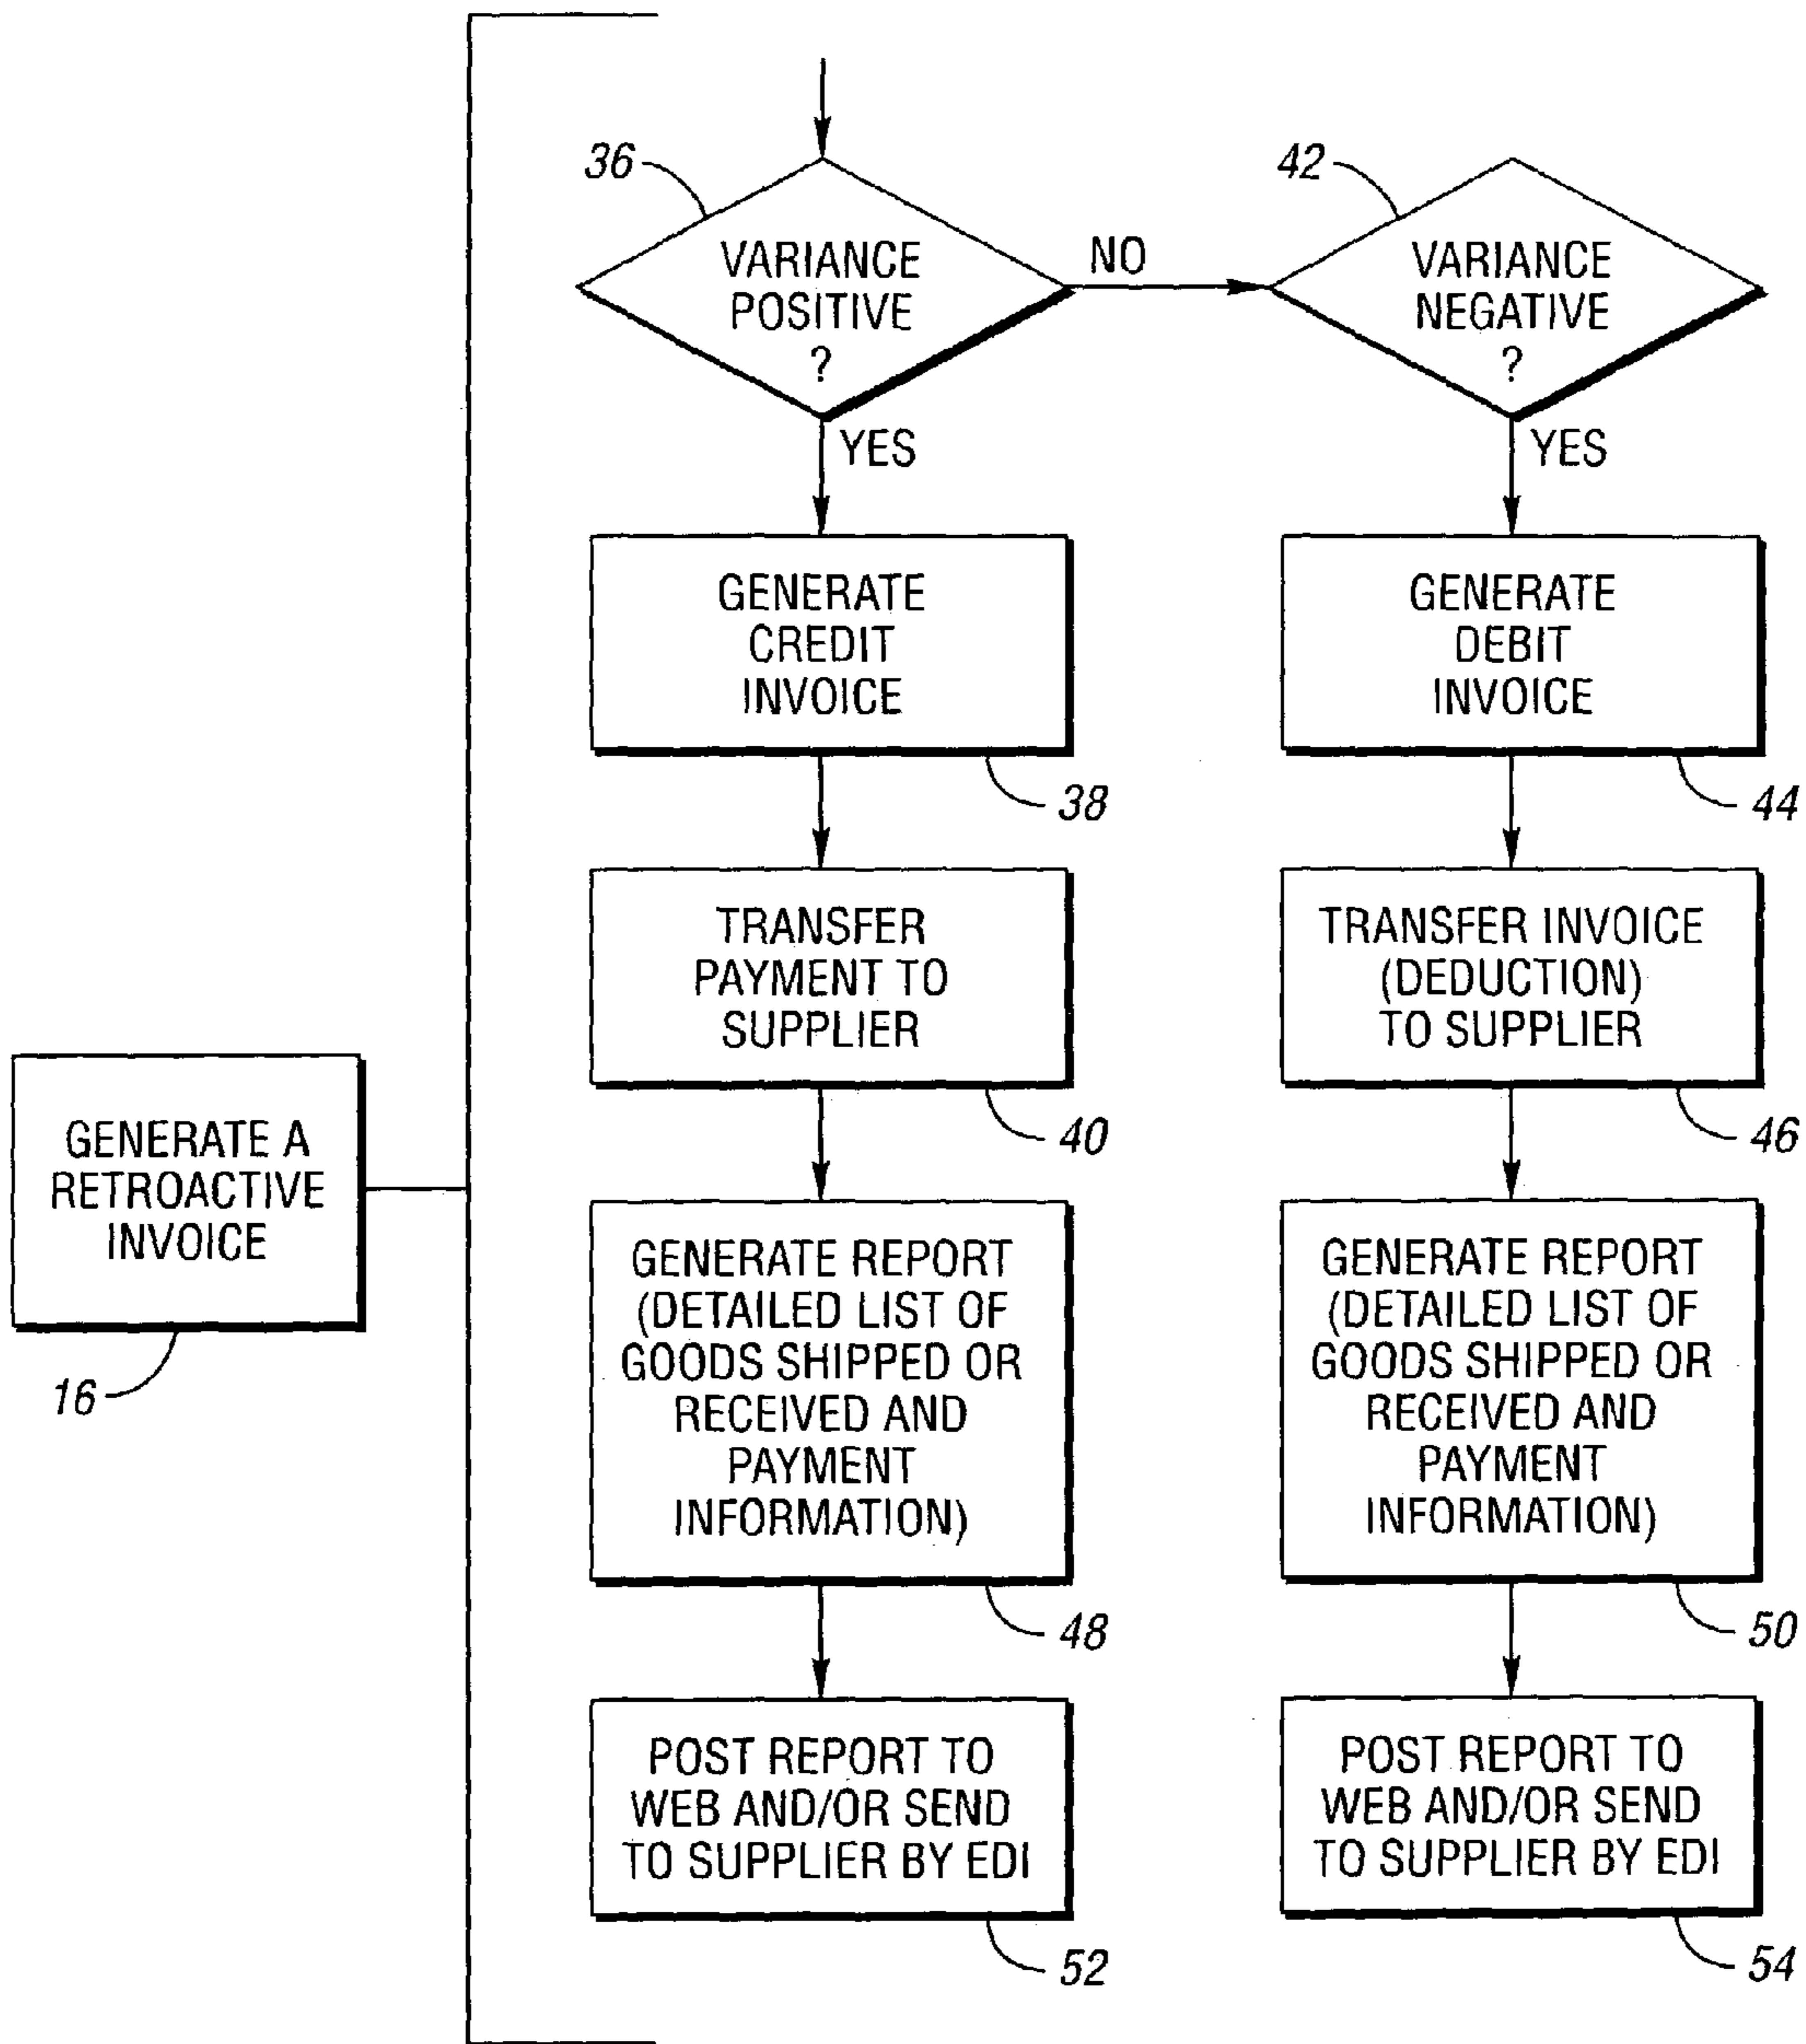 36
VARIANCE
POSITIVE
?
NO
YES
42
VARIANCE
NEGATIVE
?
YES
GENERATE
CREDIT
INVOICE
38
GENERATE
DEBIT
INVOICE
44
TRANSFER
PAYMENT TO
SUPPLIER
40
TRANSFER INVOICE
(DEDUCTION)
TO SUPPLIER
46
GENERATE A
RETROACTIVE
INVOICE
16
GENERATE REPORT
(DETAILED LIST OF
GOODS SHIPPED OR
RECEIVED AND
PAYMENT
INFORMATION)
48
GENERATE REPORT
(DETAILED LIST OF
GOODS SHIPPED OR
RECEIVED AND
PAYMENT
INFORMATION)
50
POST REPORT TO
WEB AND/OR SEND
TO SUPPLIER BY EDI
52
POST REPORT TO
WEB AND/OR SEND
TO SUPPLIER BY EDI
54